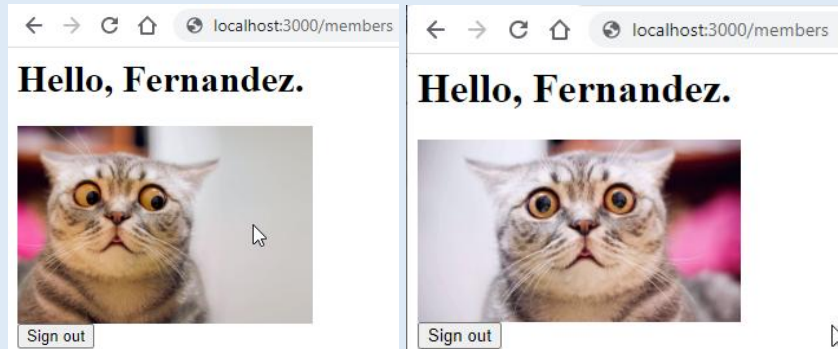 localhost:3000/members
Hello, Fernandez.
Sign out
localhost:3000/members
Hello, Fernandez.
Sign out